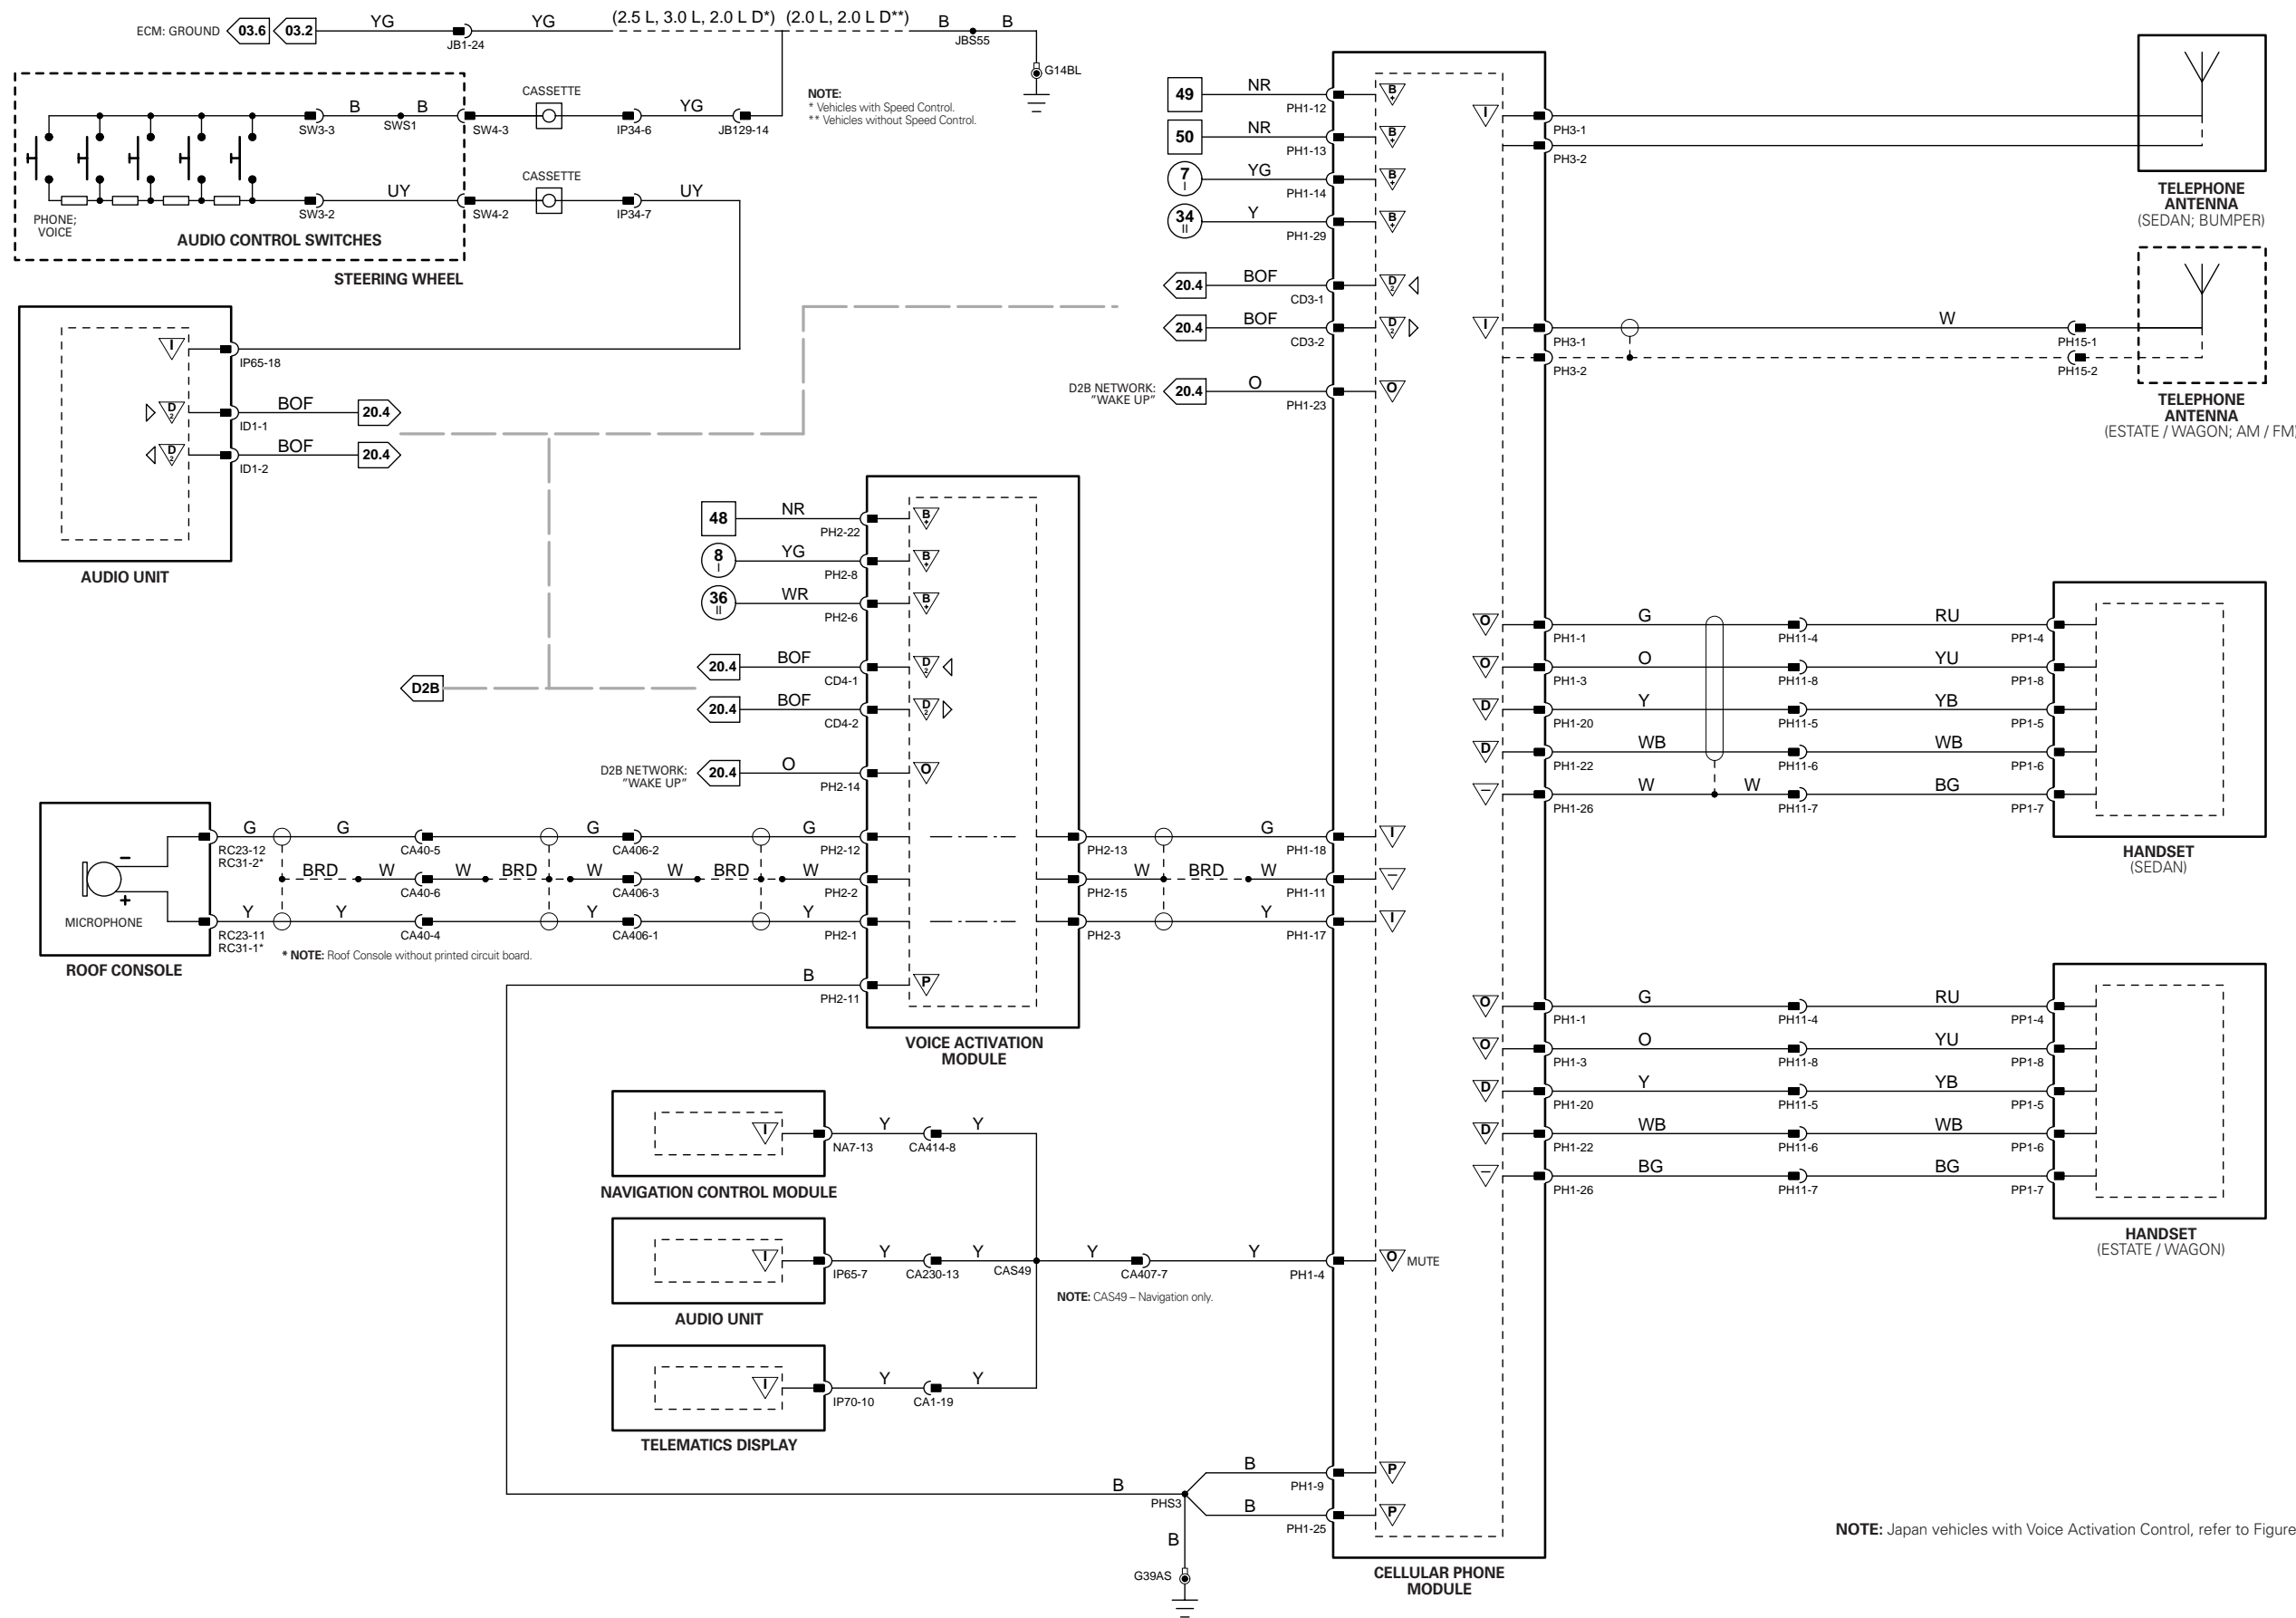 ECM: GROUND 03.6 03.2 YG JB1-24 YG (2.5 L, 3.0 L, 2.0 L D*) (2.0 L, 2.0 L D**) B JBS55 B
G14BL
NOTE:
* Vehicles with Speed Control.
** Vehicles without Speed Control.
SW3-3 B SWS1 B SW4-3 CASSETTE IP34-6 YG JB129-14
SW3-2 UY SW4-2 CASSETTE IP34-7 UY
PHONE;
VOICE
AUDIO CONTROL SWITCHES
STEERING WHEEL
I IP65-18
D2 ID1-1 BOF 20.4
D2 ID1-2 BOF 20.4
AUDIO UNIT
D2B
49 NR PH1-12 B+
50 NR PH1-13 B+
7 I YG PH1-14 B+
34 II Y PH1-29 B+
20.4 BOF CD3-1 D2
20.4 BOF CD3-2 D2
D2B NETWORK:
"WAKE UP" 20.4 O PH1-23 O
I PH3-1
PH3-2
TELEPHONE
ANTENNA
(SEDAN; BUMPER)
I PH3-1 W PH15-1
PH3-2 PH15-2
TELEPHONE
ANTENNA
(ESTATE / WAGON; AM / FM)
48 NR PH2-22 B+
8 I YG PH2-8 B+
36 II WR PH2-6 B+
20.4 BOF CD4-1 D2
20.4 BOF CD4-2 D2
D2B NETWORK:
"WAKE UP" 20.4 O PH2-14 O
O PH1-1 G PH11-4 RU PP1-4
O PH1-3 O PH11-8 YU PP1-8
D PH1-20 Y PH11-5 YB PP1-5
D PH1-22 WB PH11-6 WB PP1-6
– PH1-26 W W PH11-7 BG PP1-7
HANDSET
(SEDAN)
– +
MICROPHONE
ROOF CONSOLE
RC23-12
RC31-2*
G G CA40-5 G CA406-2 G PH2-12 PH2-13 G PH1-18 I
BRD W CA40-6 W BRD W CA406-3 W BRD W PH2-2 PH2-15 W BRD W PH1-11 –
RC23-11
RC31-1*
Y Y CA40-4 Y CA406-1 Y PH2-1 PH2-3 Y PH1-17 I
* NOTE: Roof Console without printed circuit board.
B PH2-11 P
VOICE ACTIVATION
MODULE
O PH1-1 G PH11-4 RU PP1-4
O PH1-3 O PH11-8 YU PP1-8
D PH1-20 Y PH11-5 YB PP1-5
D PH1-22 WB PH11-6 WB PP1-6
– PH1-26 BG PH11-7 BG PP1-7
HANDSET
(ESTATE / WAGON)
I NA7-13 Y CA414-8 Y
NAVIGATION CONTROL MODULE
I IP65-7 Y CA230-13 Y CAS49 Y CA407-7 Y PH1-4 O MUTE
NOTE: CAS49 – Navigation only.
AUDIO UNIT
I IP70-10 Y CA1-19 Y
TELEMATICS DISPLAY
B PHS3 B PH1-9 P
B PH1-25 P
B
G39AS
CELLULAR PHONE
MODULE
NOTE: Japan vehicles with Voice Activation Control, refer to Figure